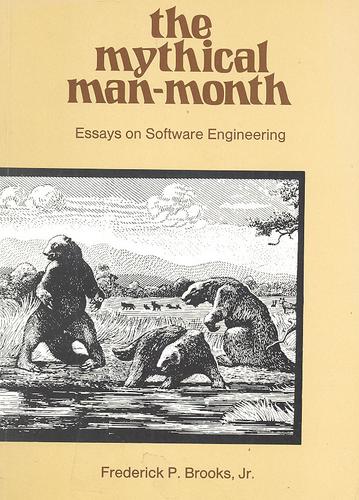 the
mythical
man-month
Essays on Software Engineering
Frederick P. Brooks, Jr.